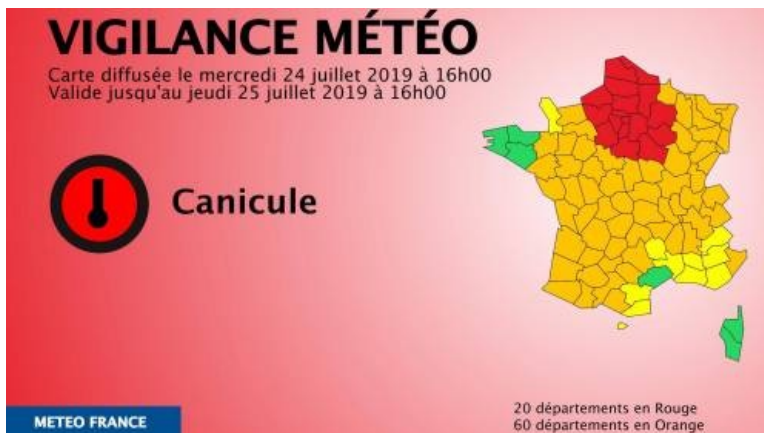 VIGILANCE MÉTÉO
Carte diffusée le mercredi 24 juillet 2019 à 16h00
Valide jusqu'au jeudi 25 juillet 2019 à 16h00
Canicule
20 départements en Rouge
60 départements en Orange
METEO FRANCE